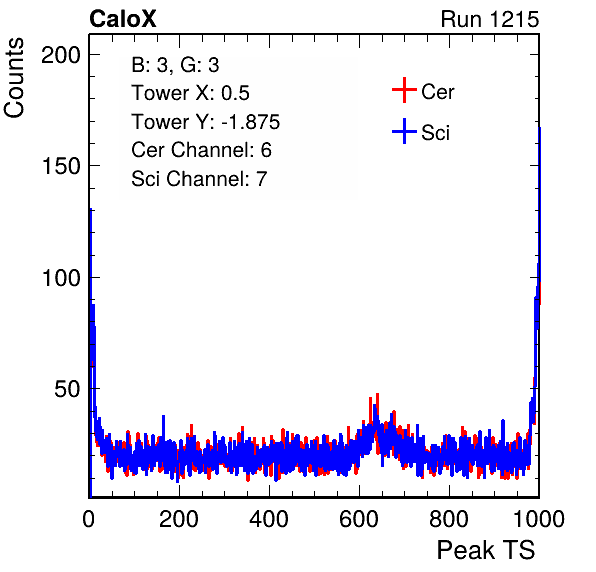 CaloX Run 1215
Counts
200
150
100
50
B: 3, G: 3
Tower X: 0.5
Tower Y: -1.875
Cer Channel: 6
Sci Channel: 7
Cer
Sci
0 200 400 600 800 1000
Peak TS